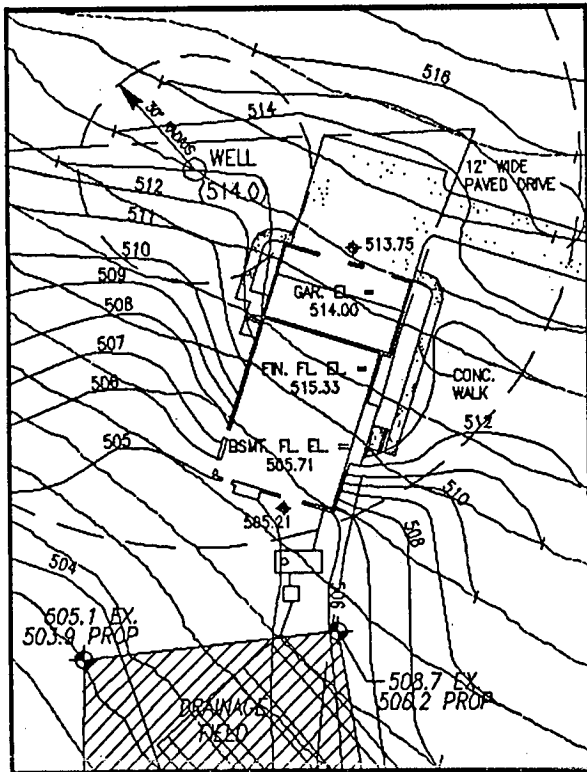 516
514
30' RADIUS
WELL
(514.0)
12' WIDE
PAVED DRIVE
512
511
510
509
508
507
506
505
513.75
GAR. EL. =
514.00
FIN. FL. EL. =
515.33
CONC.
WALK
BSMT. FL. EL. =
505.71
512
510
508
505.21
504
506
605.1 EX.
503.9 PROP
508.7 EX.
506.2 PROP
DRAINAGE
FIELD